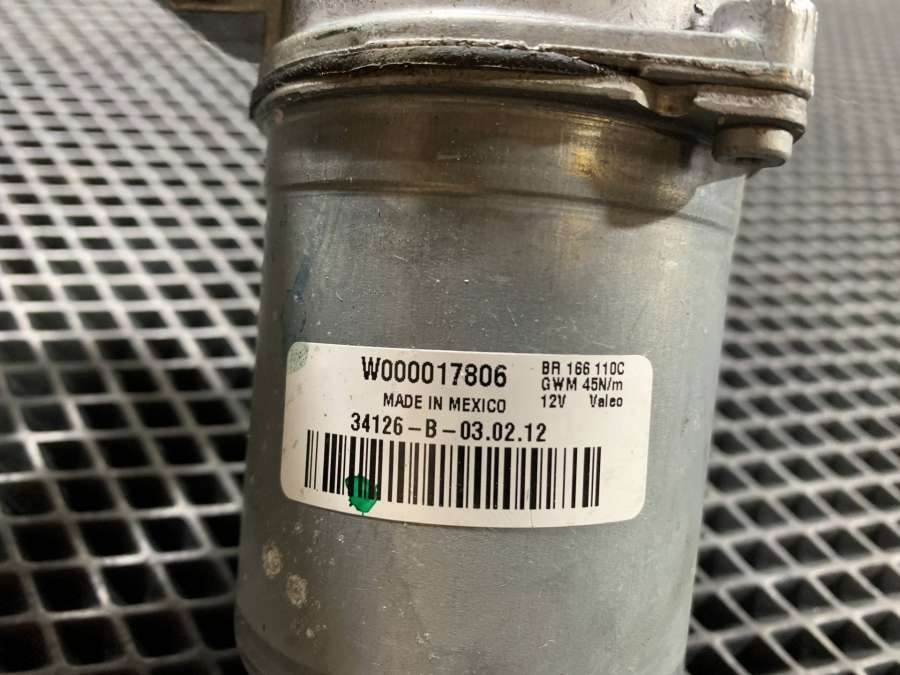 W000017806
MADE IN MEXICO
34126-B-03.02.12
BR 166 110C
GWM 45N/m
12V Valeo